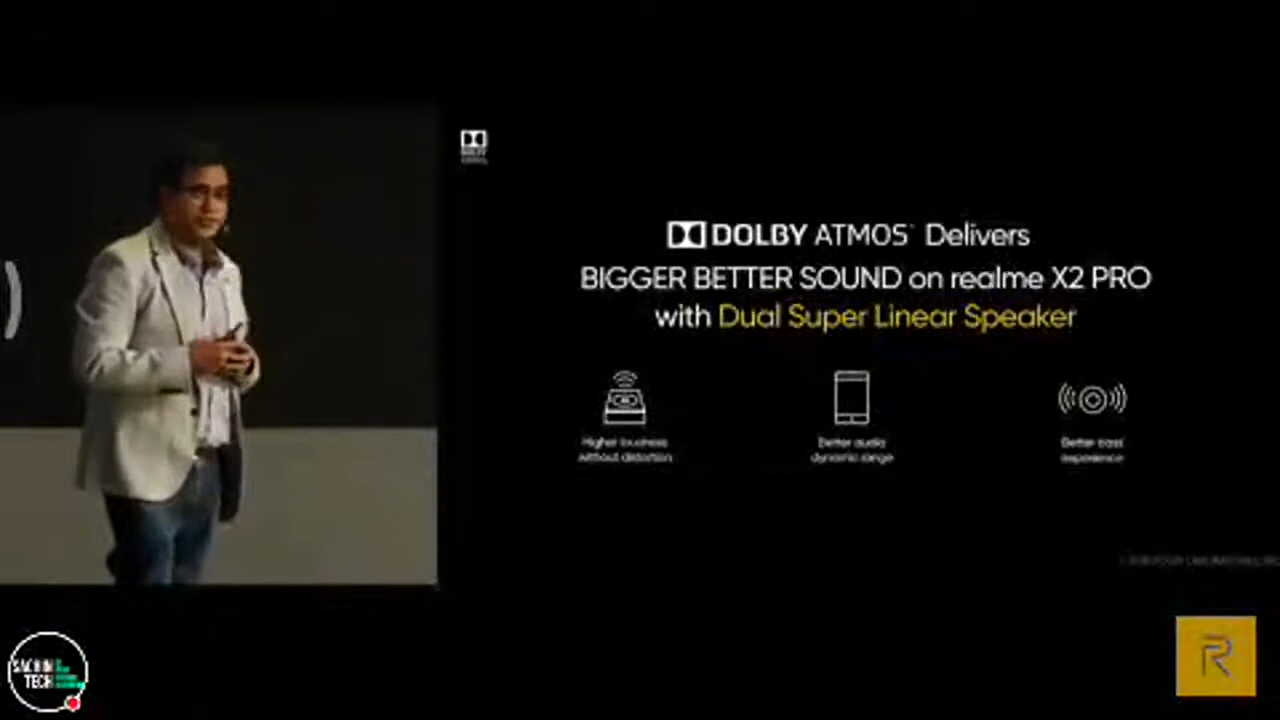 DOLBY ATMOS Delivers
BIGGER BETTER SOUND on realme X2 PRO
with Dual Super Linear Speaker
Higher loudness
without distortion
Better audio
dynamic range
Better
experience
SACHIN
TECH
R
DOLBY